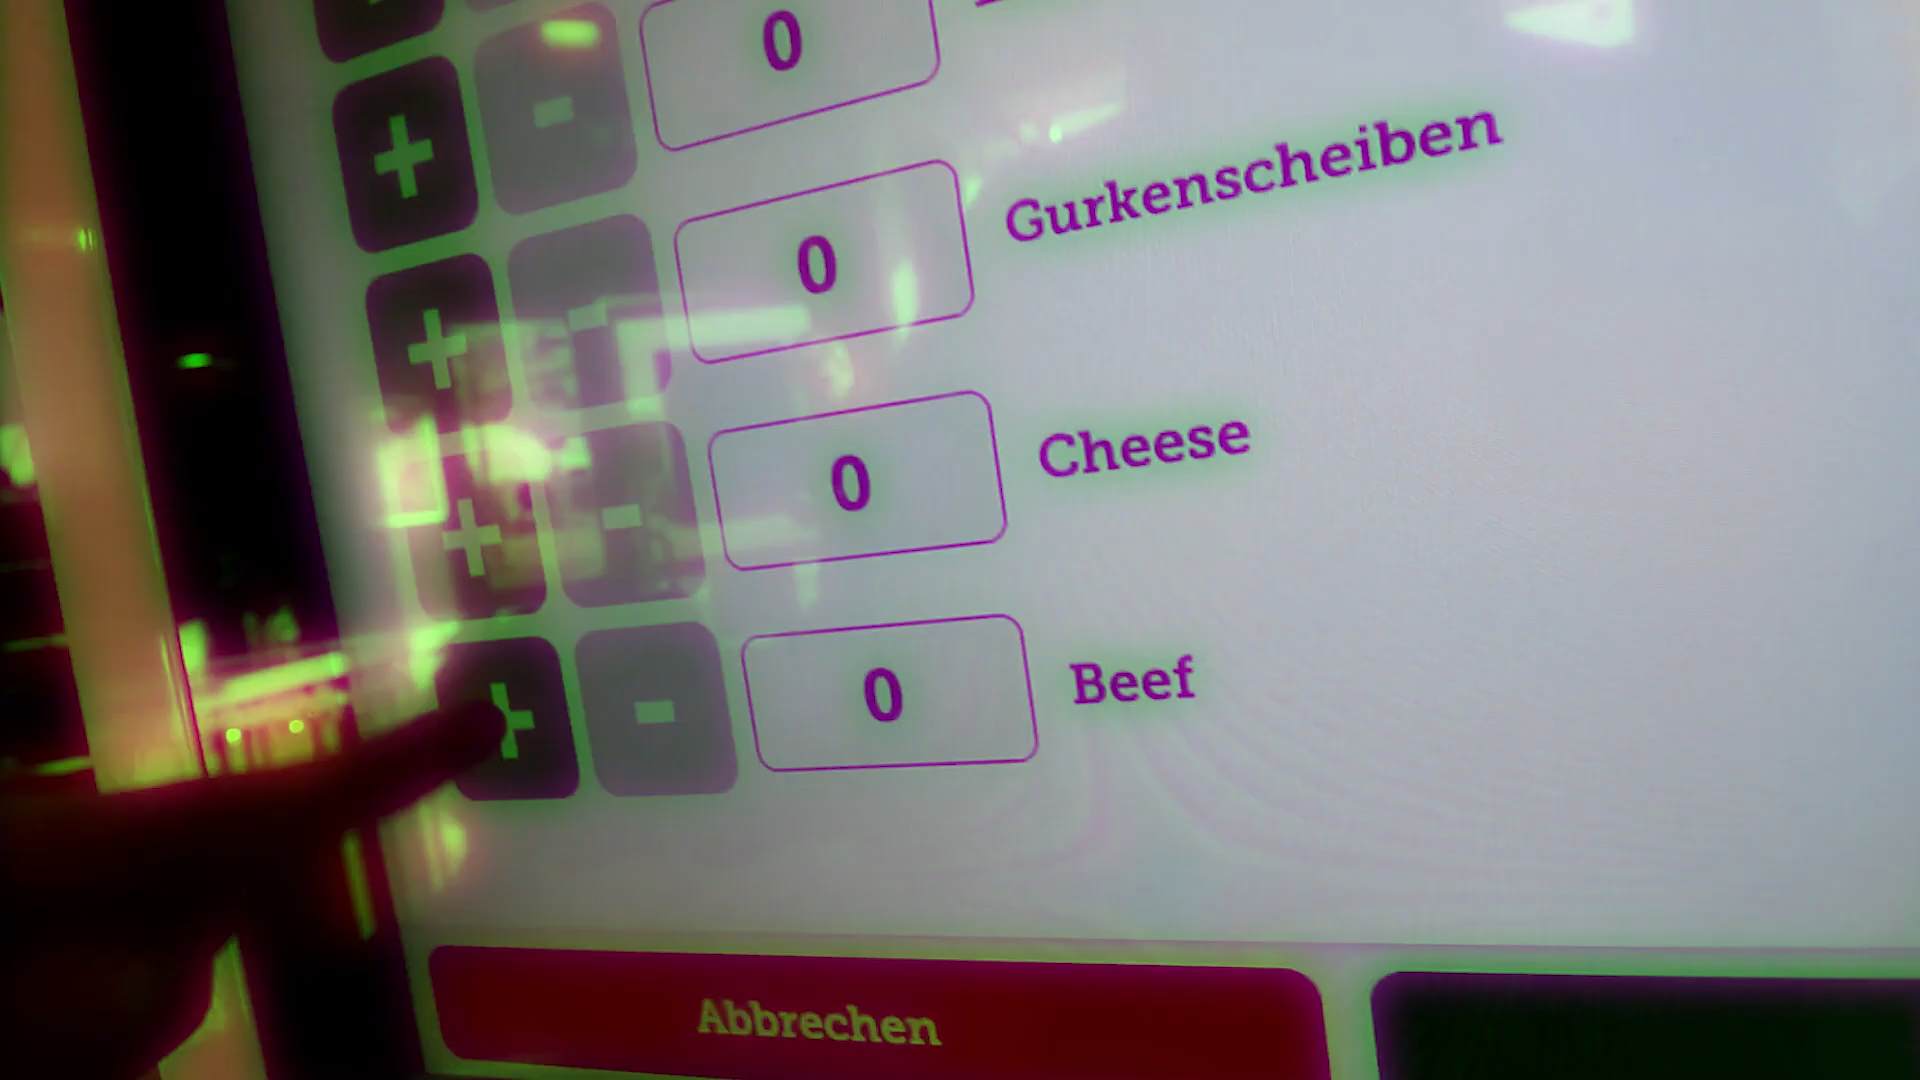 0
+ - 0 Gurkenscheiben
+ - 0 Cheese
+ - 0 Beef
+ -
Abbrechen